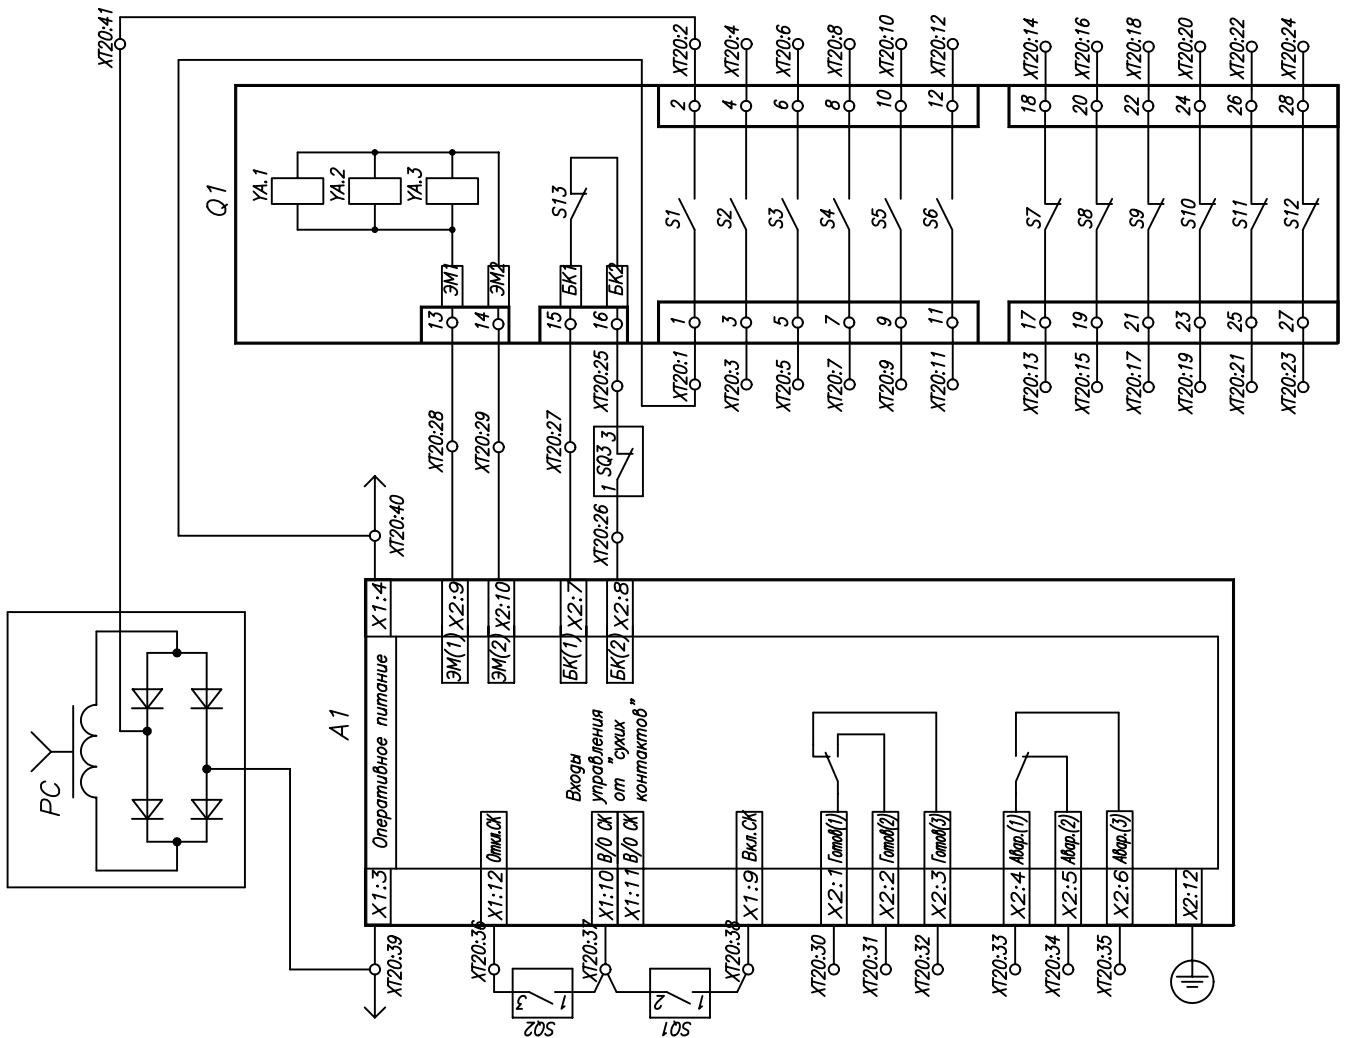 XT20:41
XT20:2
XT20:4
XT20:6
XT20:8
XT20:10
XT20:12
XT20:14
XT20:16
XT20:18
XT20:20
XT20:22
XT20:24
2
4
6
8
10
12
18
20
22
24
26
28
Q1
YA.1
YA.2
YA.3
S13
S1
S2
S3
S4
S5
S6
S7
S8
S9
S10
S11
S12
ЭМ1
ЭМ2
БК1
БК2
13
14
15
16
1
3
5
7
9
11
17
19
21
23
25
27
XT20:25
XT20:1
XT20:3
XT20:5
XT20:7
XT20:9
XT20:11
XT20:13
XT20:15
XT20:17
XT20:19
XT20:21
XT20:23
XT20:28
XT20:29
XT20:27
1 SQ3 3
XT20:40
XT20:26
PC
A1
X1:4
X2:9
X2:10
X2:7
X2:8
ЭМ(1)
ЭМ(2)
БК(1)
БК(2)
Оперативное питание
Входы
управления
от "сухих
контактов"
X1:3
X1:12 Откл.СК
X1:10 В/О СК
X1:11 В/О СК
X1:9 Вкл.СК
X2:1 Готов(1)
X2:2 Готов(2)
X2:3 Готов(3)
X2:4 Авар.(1)
X2:5 Авар.(2)
X2:6 Авар.(3)
X2:12
XT20:39
XT20:36
XT20:37
XT20:38
XT20:30
XT20:31
XT20:32
XT20:33
XT20:34
XT20:35
3
1
SQ2
2
1
SQ1